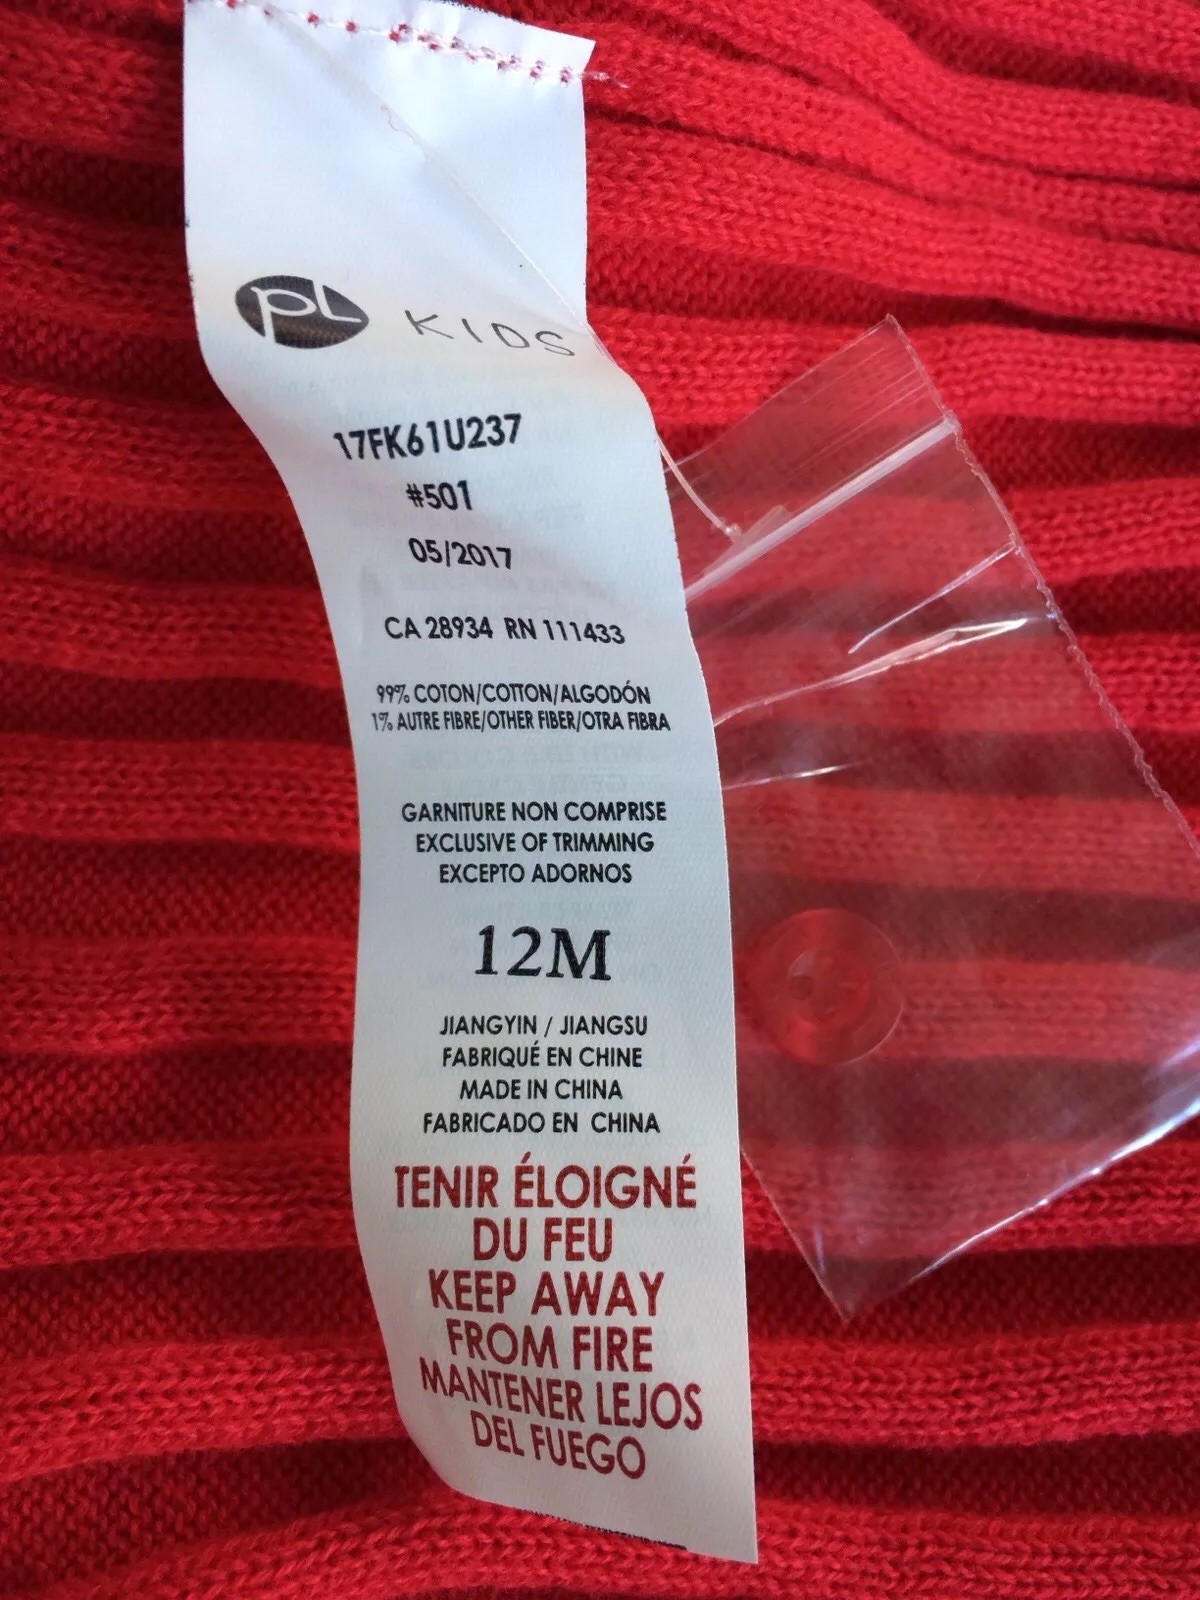 pL KIDS
17FK61U237
#501
05/2017
CA 28934 RN 111433
99% COTON/COTTON/ALGODÓN
1% AUTRE FIBRE/OTHER FIBER/OTRA FIBRA
GARNITURE NON COMPRISE
EXCLUSIVE OF TRIMMING
EXCEPTO ADORNOS
12M
JIANGYIN / JIANGSU
FABRIQUÉ EN CHINE
MADE IN CHINA
FABRICADO EN CHINA
TENIR ÉLOIGNÉ
DU FEU
KEEP AWAY
FROM FIRE
MANTENER LEJOS
DEL FUEGO